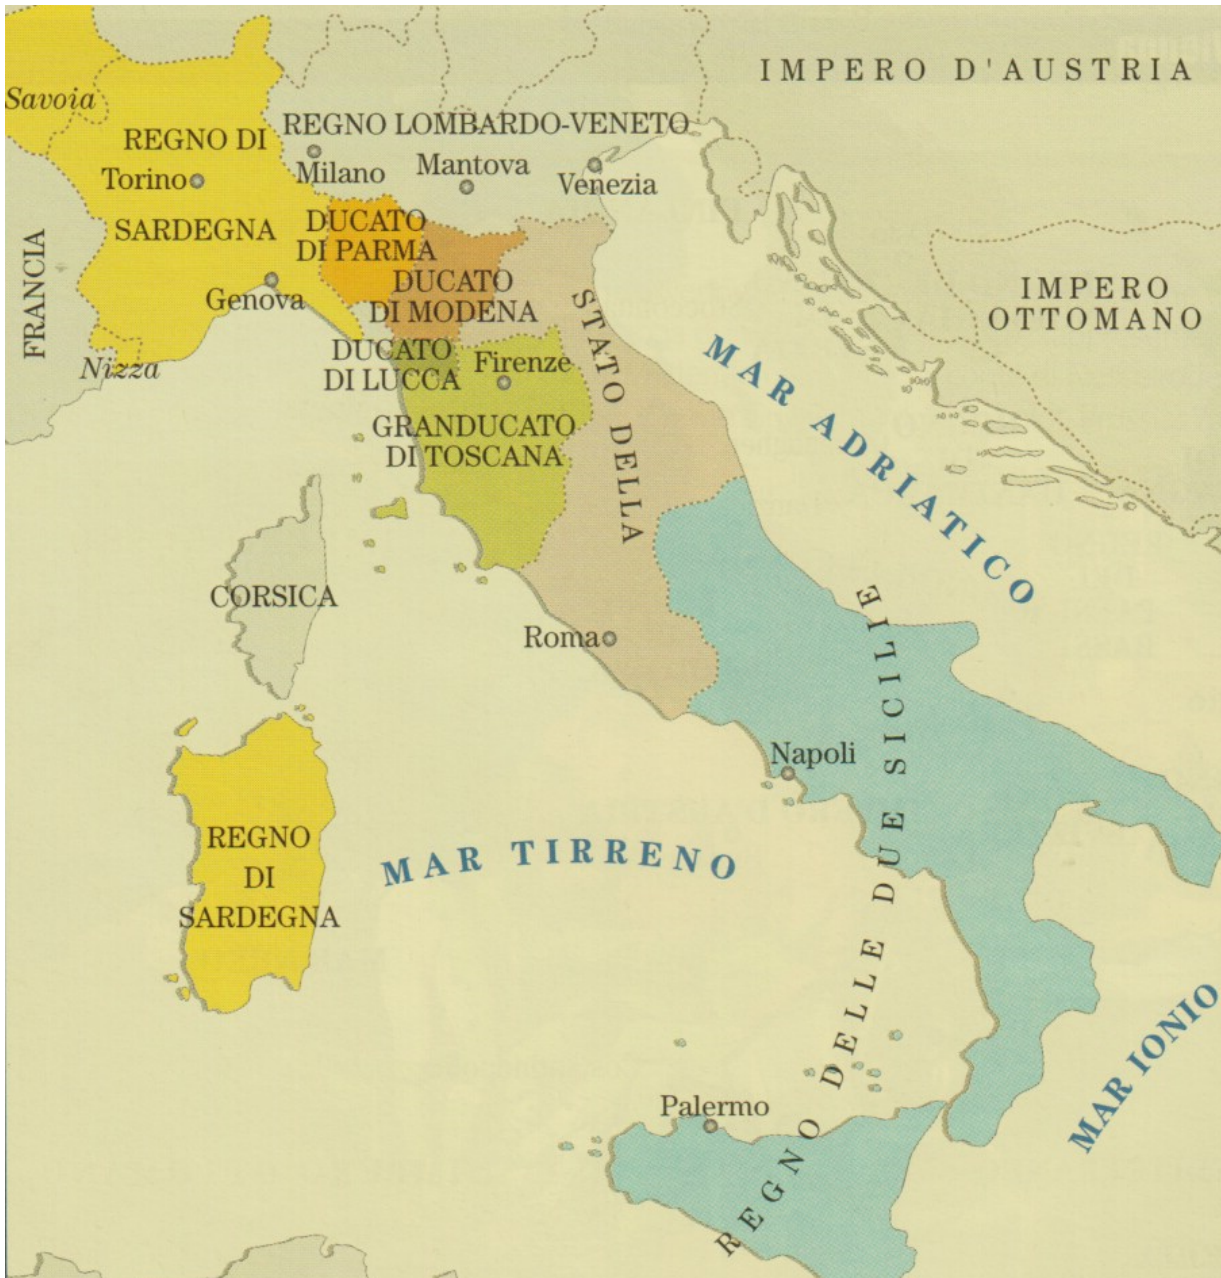 IMPERO D'AUSTRIA
Savoia
REGNO LOMBARDO-VENETO
REGNO DI
SARDEGNA
Torino
Milano
Mantova
Venezia
DUCATO
DI PARMA
FRANCIA
DUCATO
DI MODENA
Genova
IMPERO
OTTOMANO
Nizza
DUCATO
DI LUCCA
Firenze
STATO DELLA
MAR ADRIATICO
GRANDUCATO
DI TOSCANA
CORSICA
Roma
Napoli
REGNO
DI
SARDEGNA
MAR TIRRENO
REGNO DELLE DUE SICILIE
MAR IONIO
Palermo